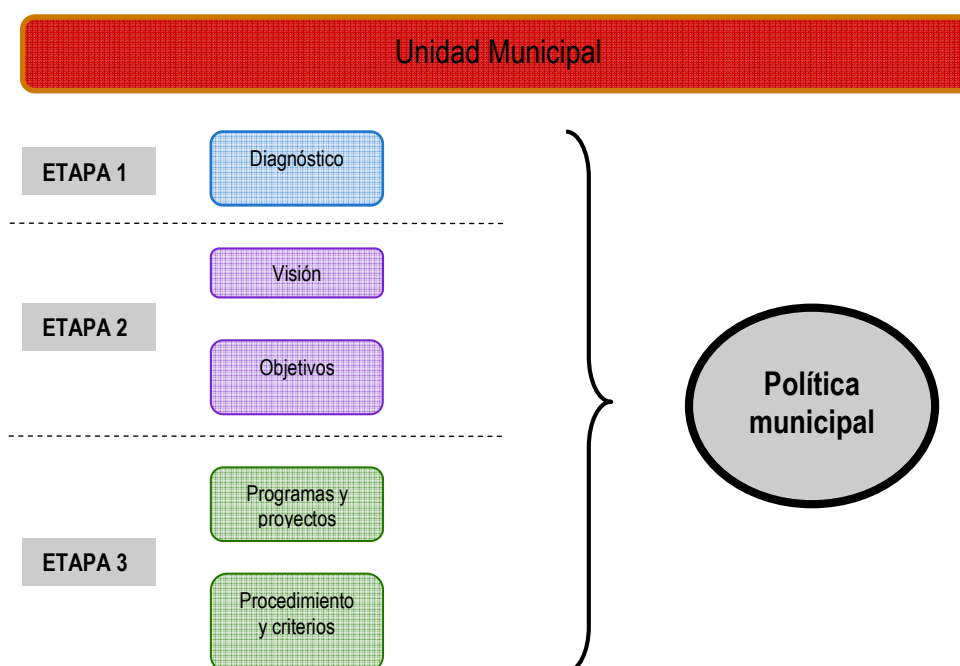 Unidad Municipal
ETAPA 1
Diagnóstico
ETAPA 2
Visión
Objetivos
ETAPA 3
Programas y
proyectos
Procedimiento
y criterios
Política
municipal